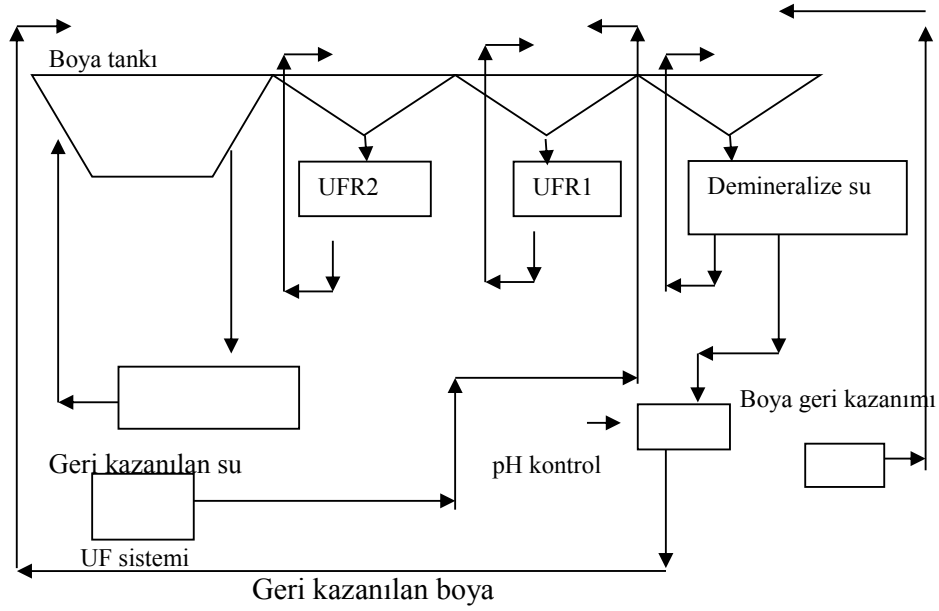 Boya tankı
UFR2
UFR1
Demineralize su
Boya geri kazanımı
Geri kazanılan su
pH kontrol
UF sistemi
Geri kazanılan boya